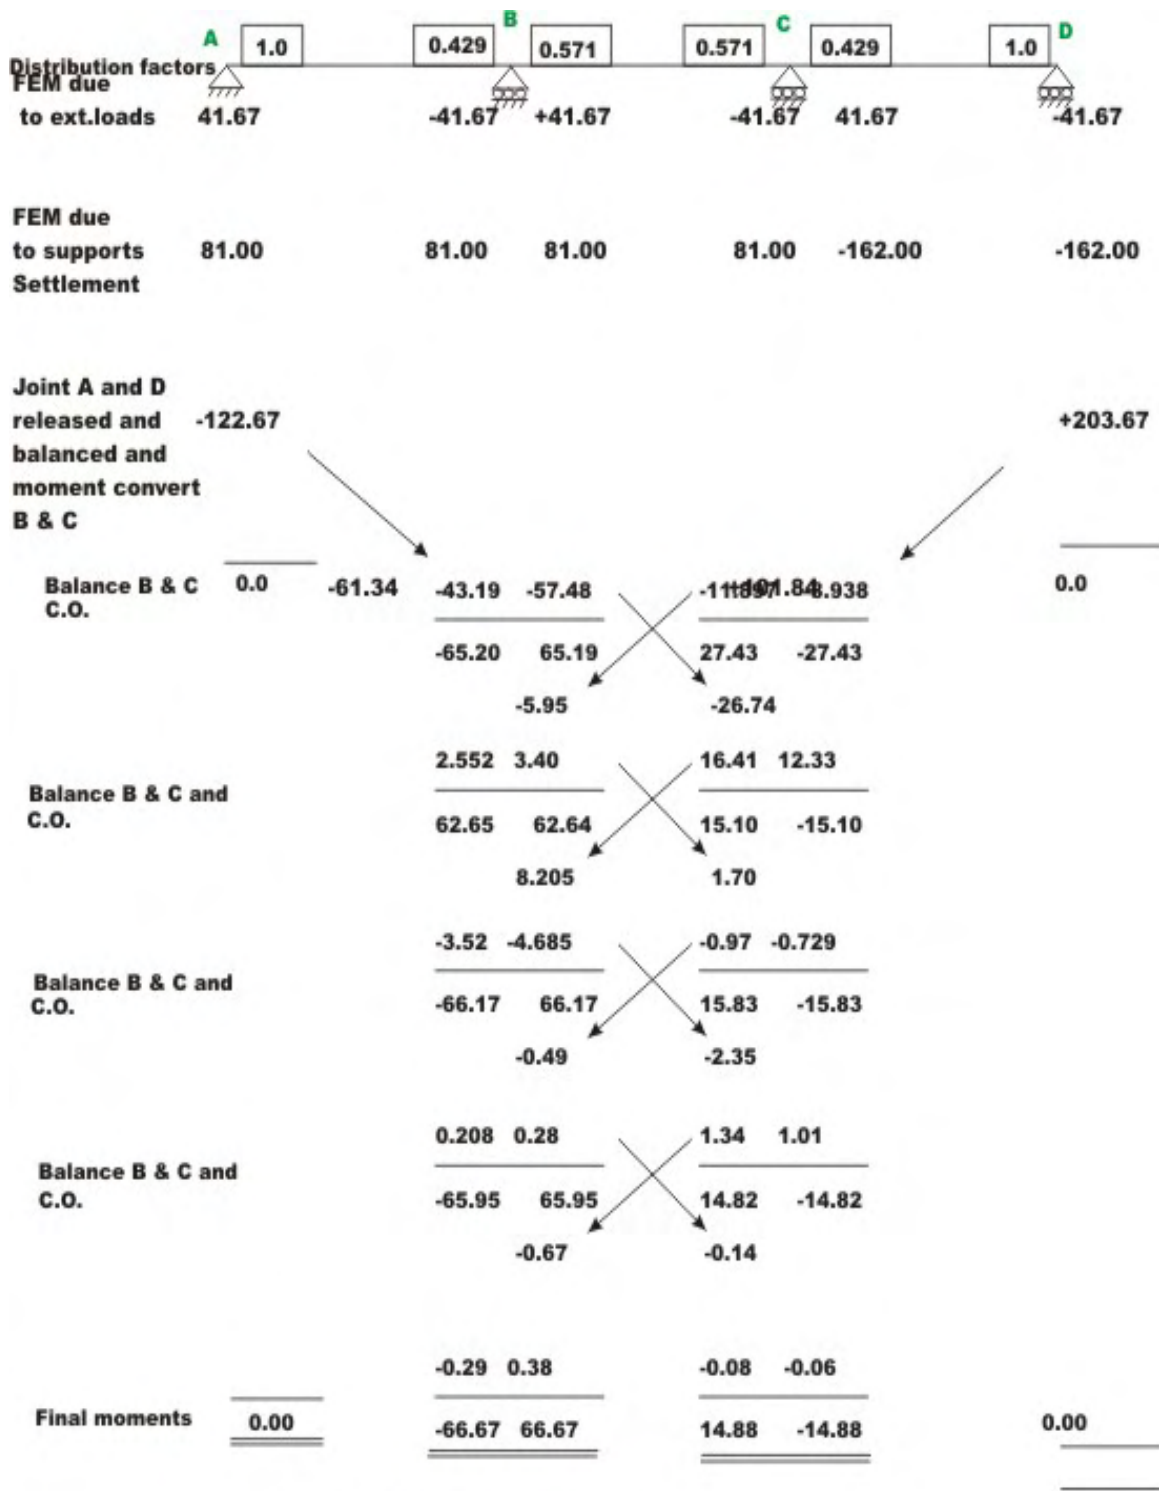 A 1.0 0.429 B 0.571 0.571 C 0.429 1.0 D
Distribution factors
FEM due
to ext.loads 41.67 -41.67 +41.67 -41.67 41.67 -41.67
FEM due
to supports 81.00 81.00 81.00 81.00 -162.00 -162.00
Settlement
Joint A and D
released and -122.67 +203.67
balanced and
moment convert
B & C
Balance B & C 0.0 -61.34 -43.19 -57.48 +101.84 0.0
C.O.
-65.20 65.19 27.43 -27.43
-5.95 -26.74
2.552 3.40 16.41 12.33
Balance B & C and
C.O.
62.65 62.64 15.10 -15.10
8.205 1.70
-3.52 -4.685 -0.97 -0.729
Balance B & C and
C.O.
-66.17 66.17 15.83 -15.83
-0.49 -2.35
0.208 0.28 1.34 1.01
Balance B & C and
C.O.
-65.95 65.95 14.82 -14.82
-0.67 -0.14
-0.29 0.38 -0.08 -0.06
Final moments 0.00 -66.67 66.67 14.88 -14.88 0.00